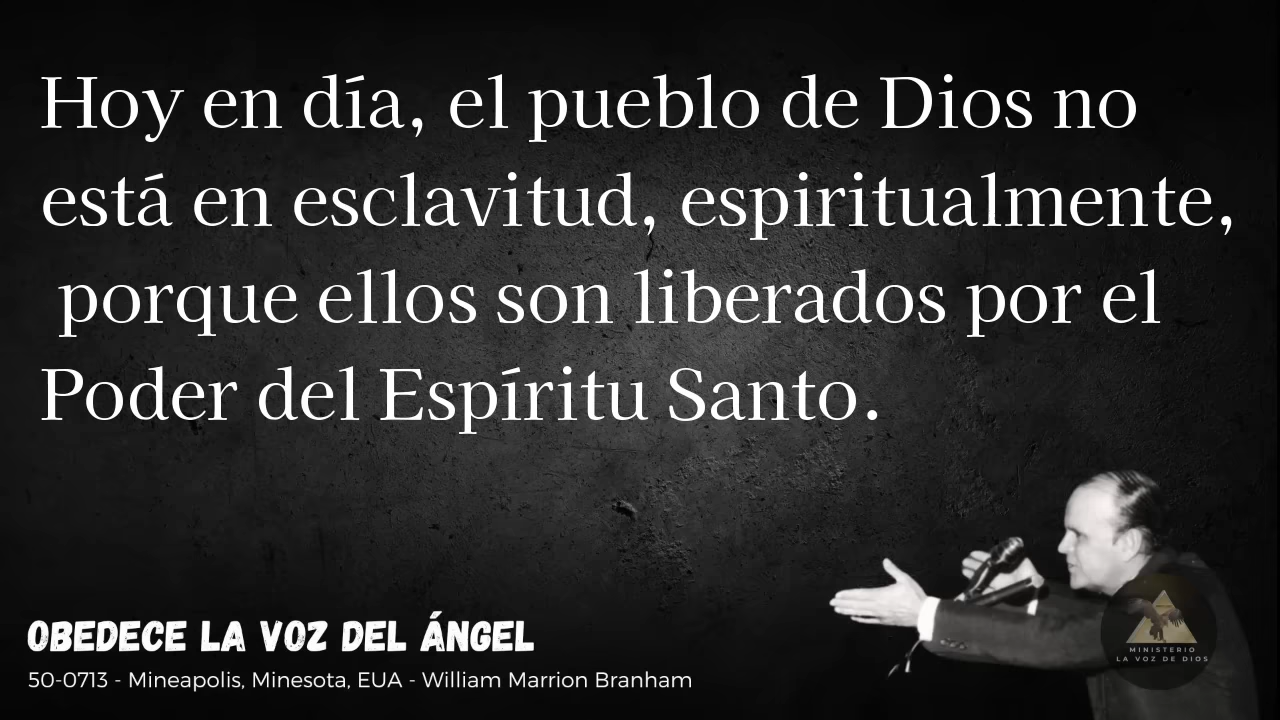 Hoy en día, el pueblo de Dios no
está en esclavitud, espiritualmente,
porque ellos son liberados por el
Poder del Espíritu Santo.
OBEDECE LA VOZ DEL ÁNGEL
50-0713 - Mineapolis, Minesota, EUA - William Marrion Branham
MINISTERIO
LA VOZ DE DIOS